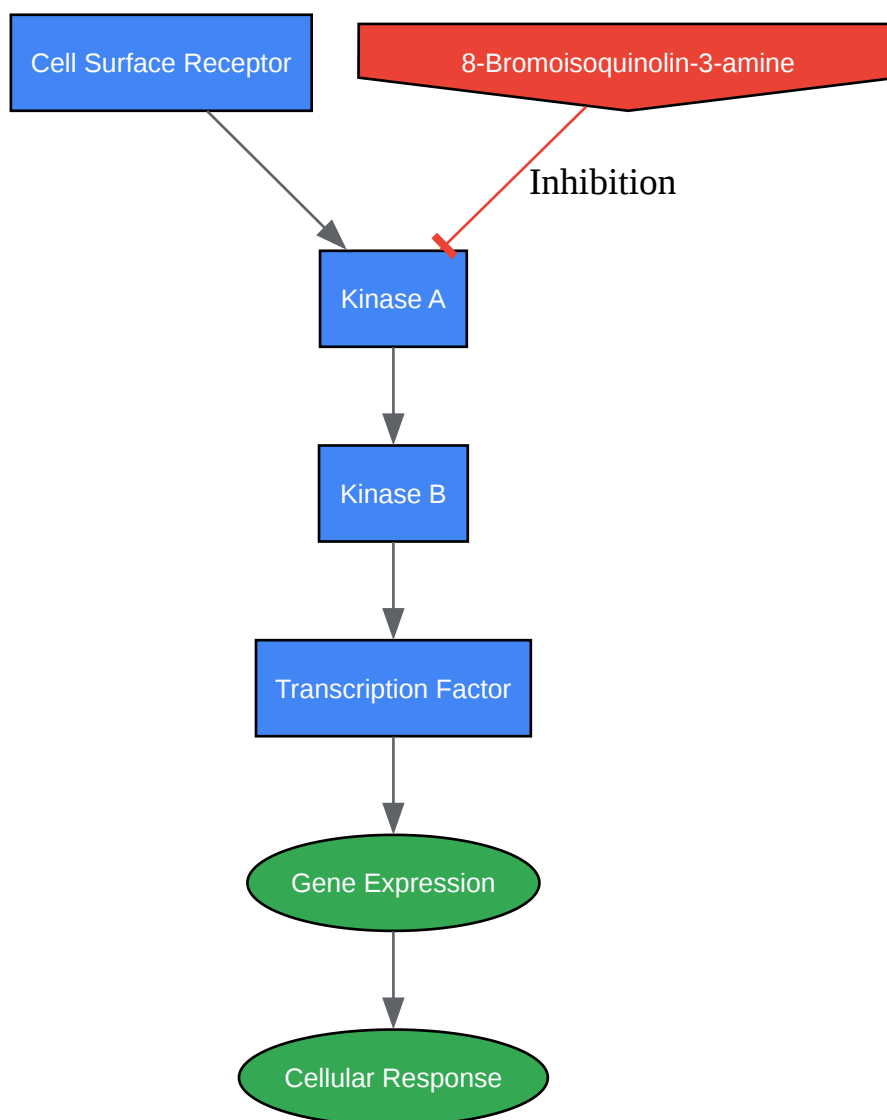 Cell Surface Receptor
8-Bromoisoquinolin-3-amine
Inhibition
Kinase A
Kinase B
Transcription Factor
Gene Expression
Cellular Response